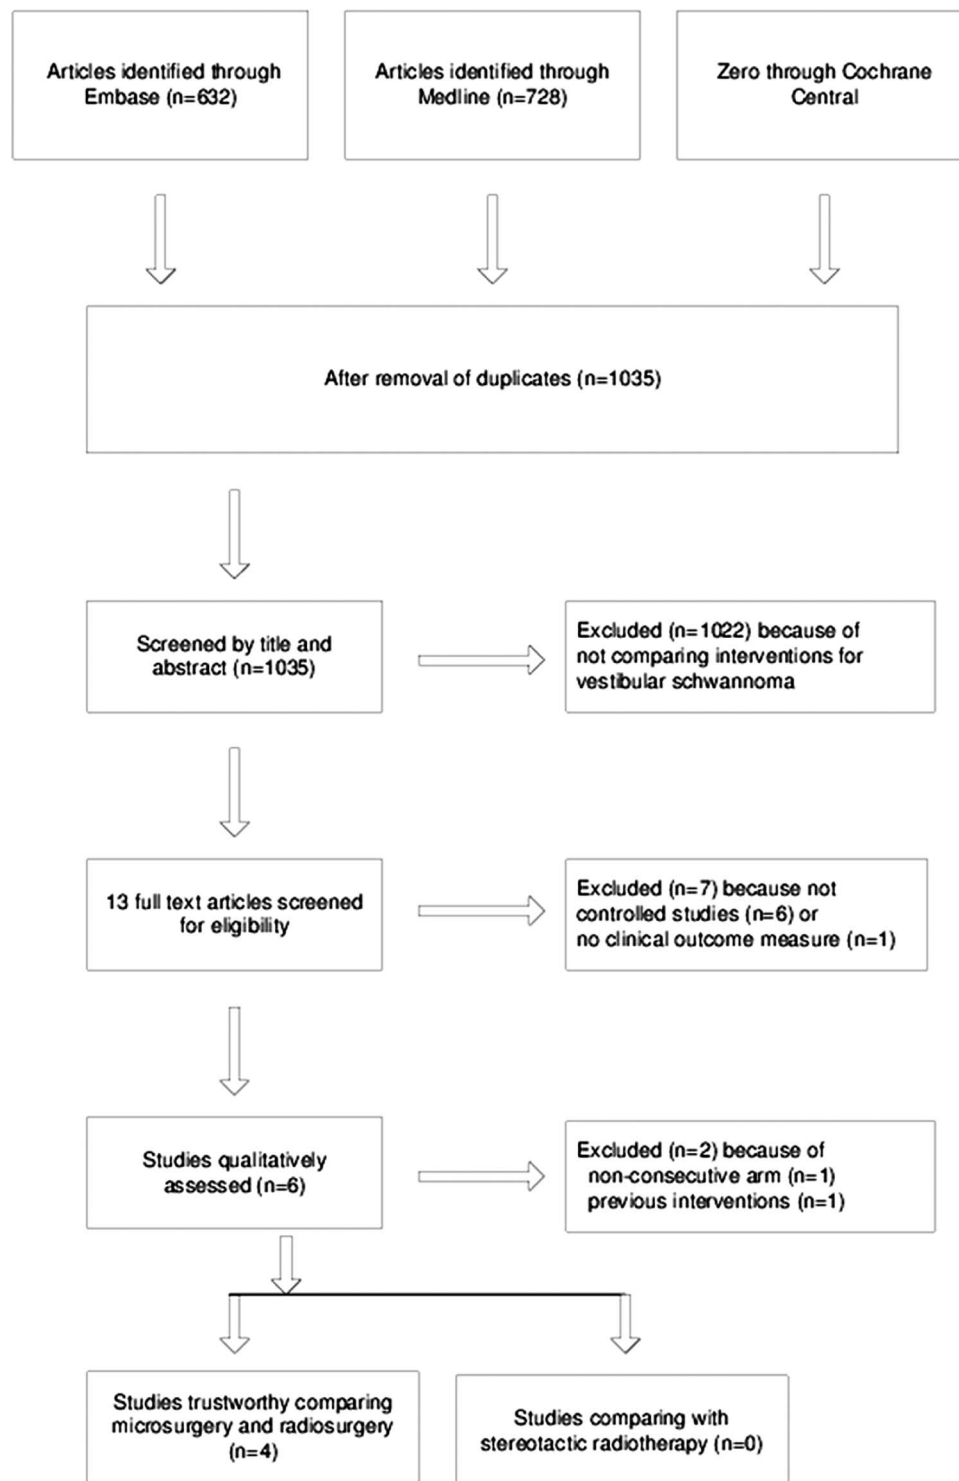 Articles identified through
Embase (n=632)
Articles identified through
Medline (n=728)
Zero through Cochrane
Central
After removal of duplicates (n=1035)
Screened by title and
abstract (n=1035)
Excluded (n=1022) because of
not comparing interventions for
vestibular schwannoma
13 full text articles screened
for eligibility
Excluded (n=7) because not
controlled studies (n=6) or
no clinical outcome measure (n=1)
Studies qualitatively
assessed (n=6)
Excluded (n=2) because of
non-consecutive arm (n=1)
previous interventions (n=1)
Studies trustworthy comparing
microsurgery and radiosurgery
(n=4)
Studies comparing with
stereotactic radiotherapy (n=0)